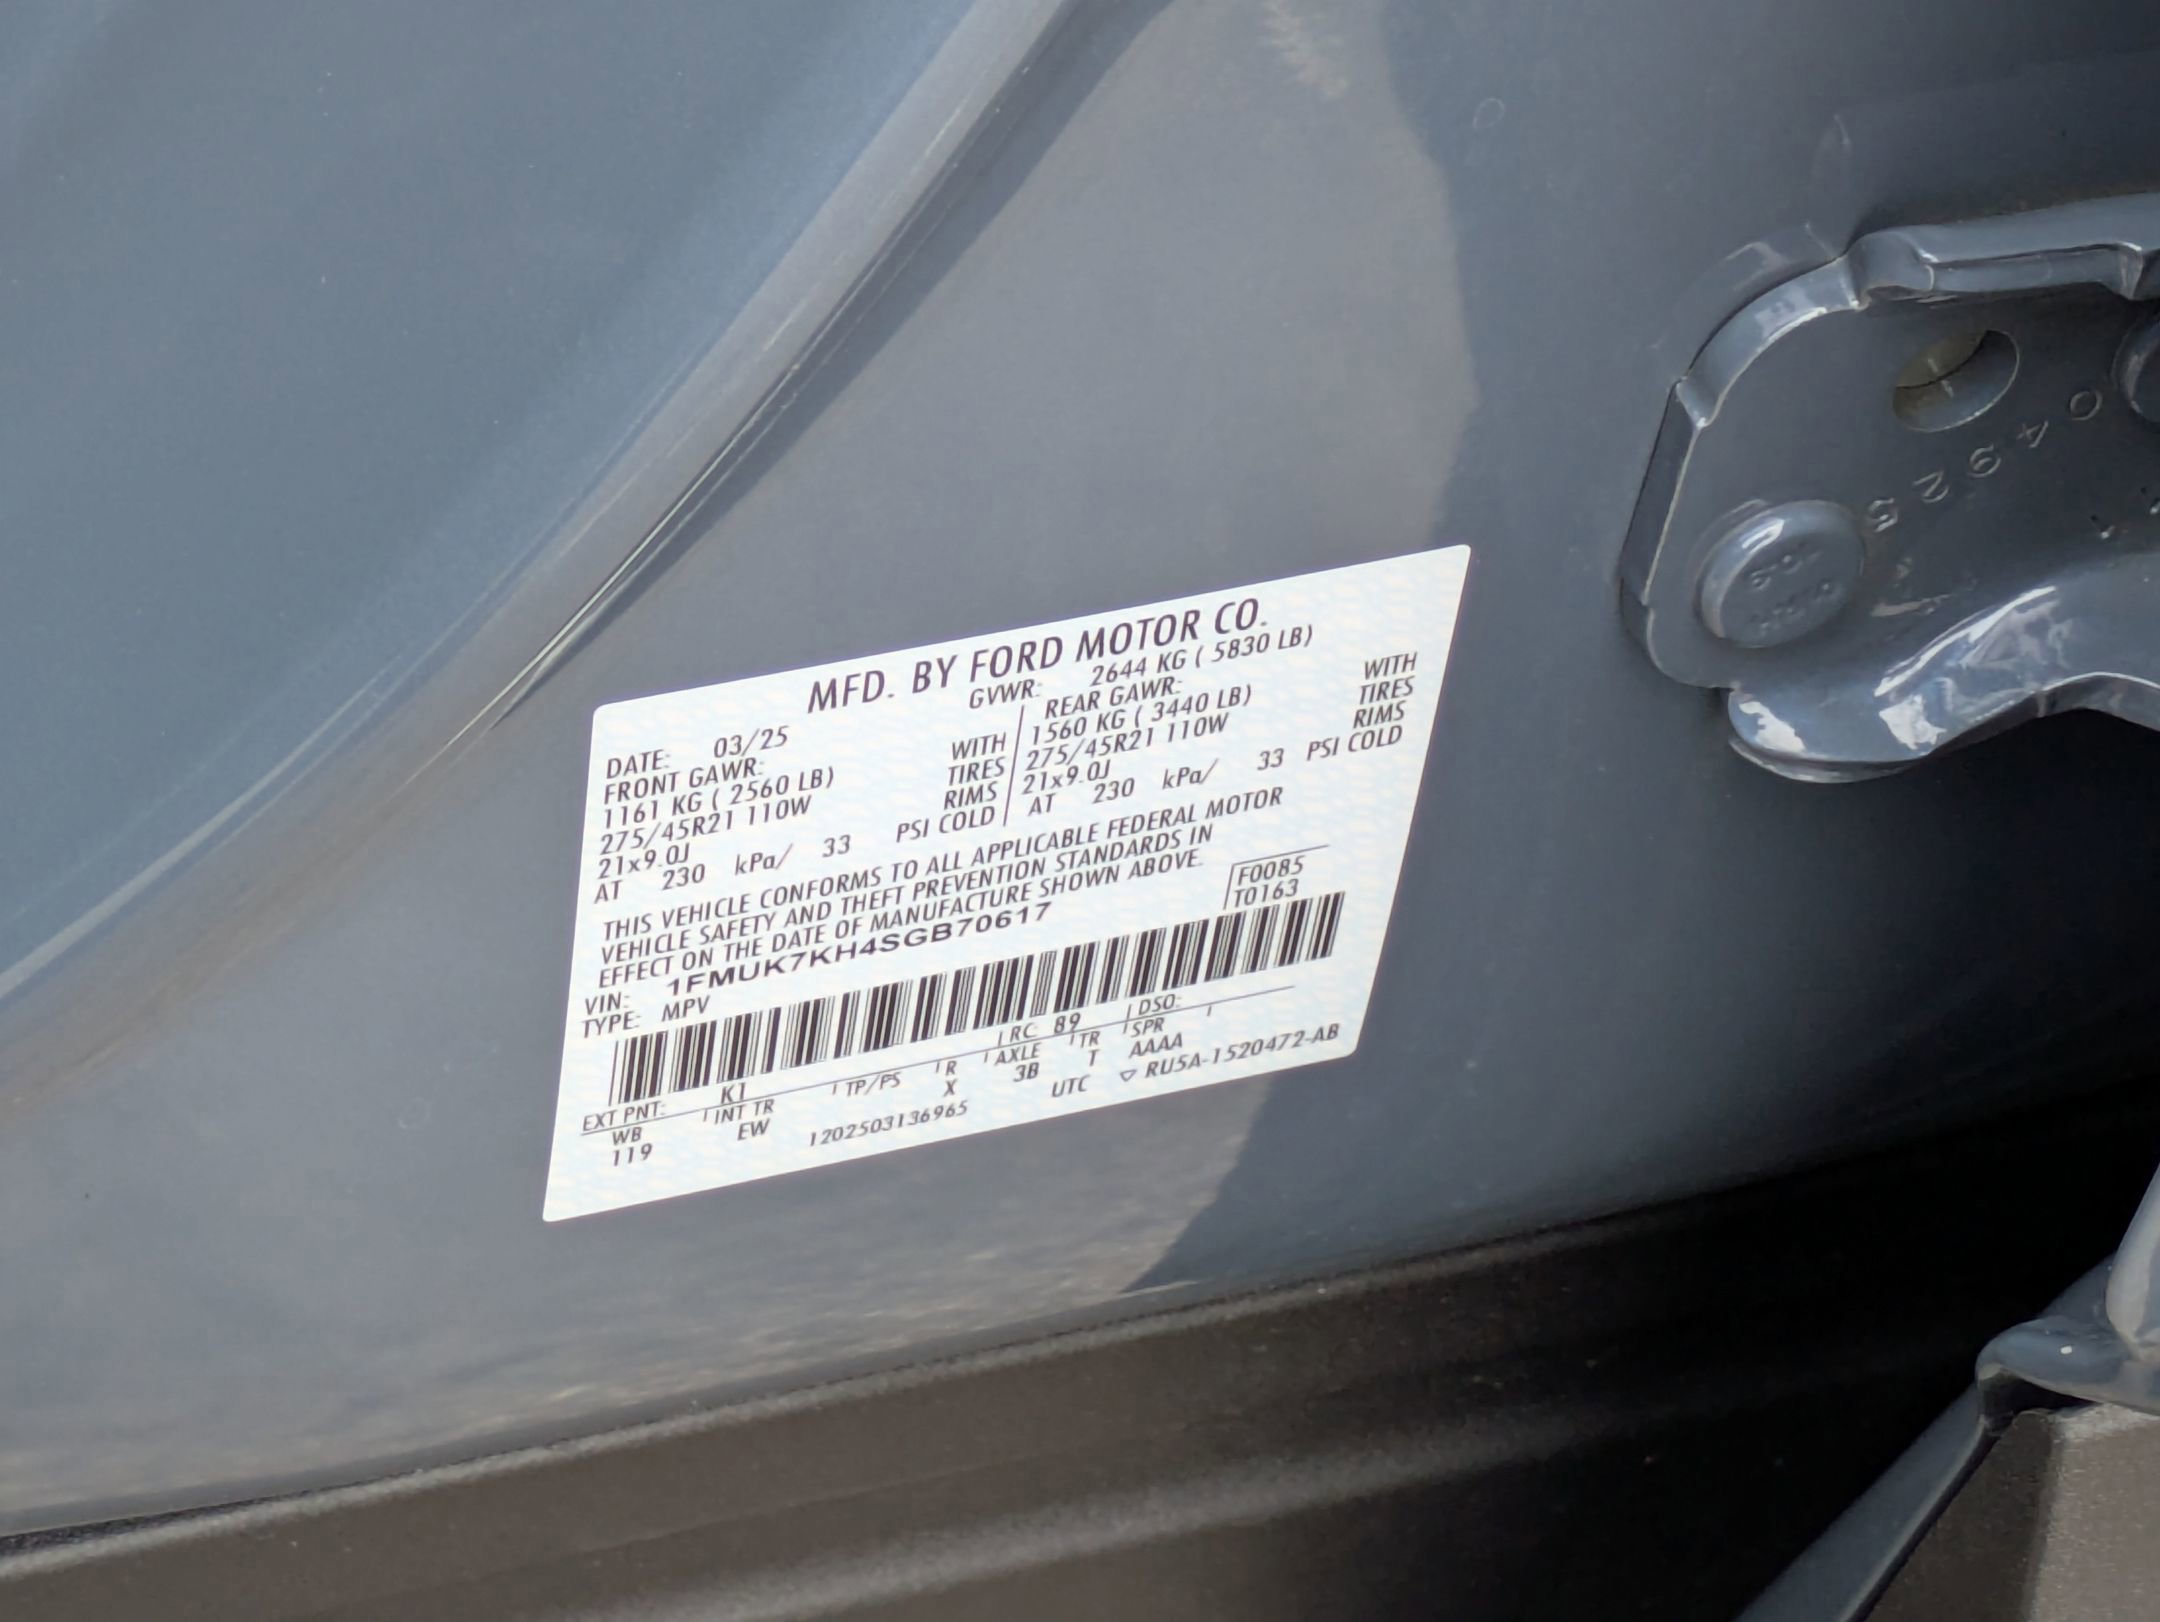 MFD. BY FORD MOTOR CO.
DATE: 03/25 GVWR: 2644 KG ( 5830 LB)
FRONT GAWR: REAR GAWR:
1161 KG ( 2560 LB) WITH 1560 KG ( 3440 LB) WITH
275/45R21 110W TIRES 275/45R21 110W TIRES
21x9.0J RIMS 21x9.0J RIMS
AT 230 kPa/ 33 PSI COLD AT 230 kPa/ 33 PSI COLD
THIS VEHICLE CONFORMS TO ALL APPLICABLE FEDERAL MOTOR
VEHICLE SAFETY AND THEFT PREVENTION STANDARDS IN
EFFECT ON THE DATE OF MANUFACTURE SHOWN ABOVE.
VIN: 1FMUK7KH4SGB70617 F0085
TYPE: MPV T0163
EXT PNT: K1 RC: 89 DSO:
WB INT TR TP/PS R AXLE TR SPR
119 EW X 3B T AAAA
1202503136965 UTC ▽ RU5A-1520472-AB
04925